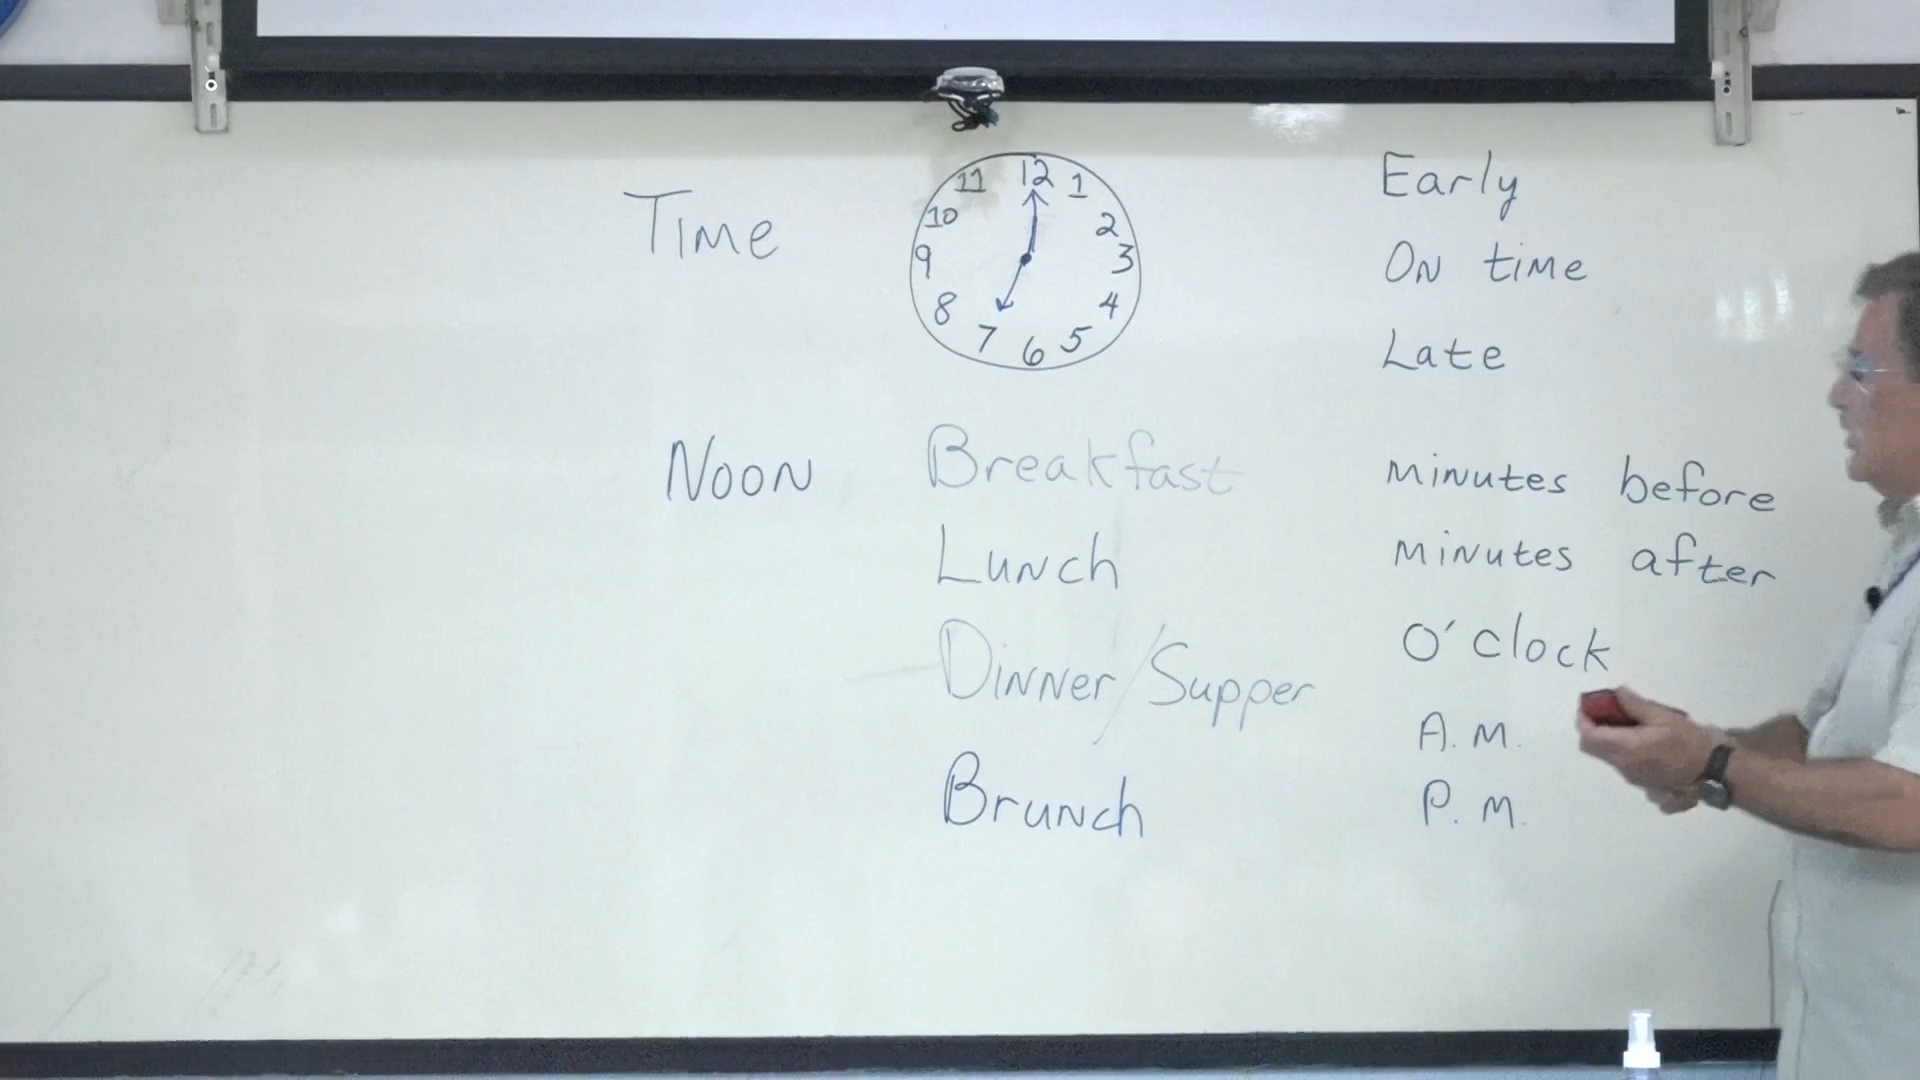 Time
11 12 1
10 2
9 3
8 4
7 6 5
Noon
Breakfast
Lunch
Dinner/Supper
Brunch
Early
On time
Late
minutes before
minutes after
O'clock
A.M.
P.M.